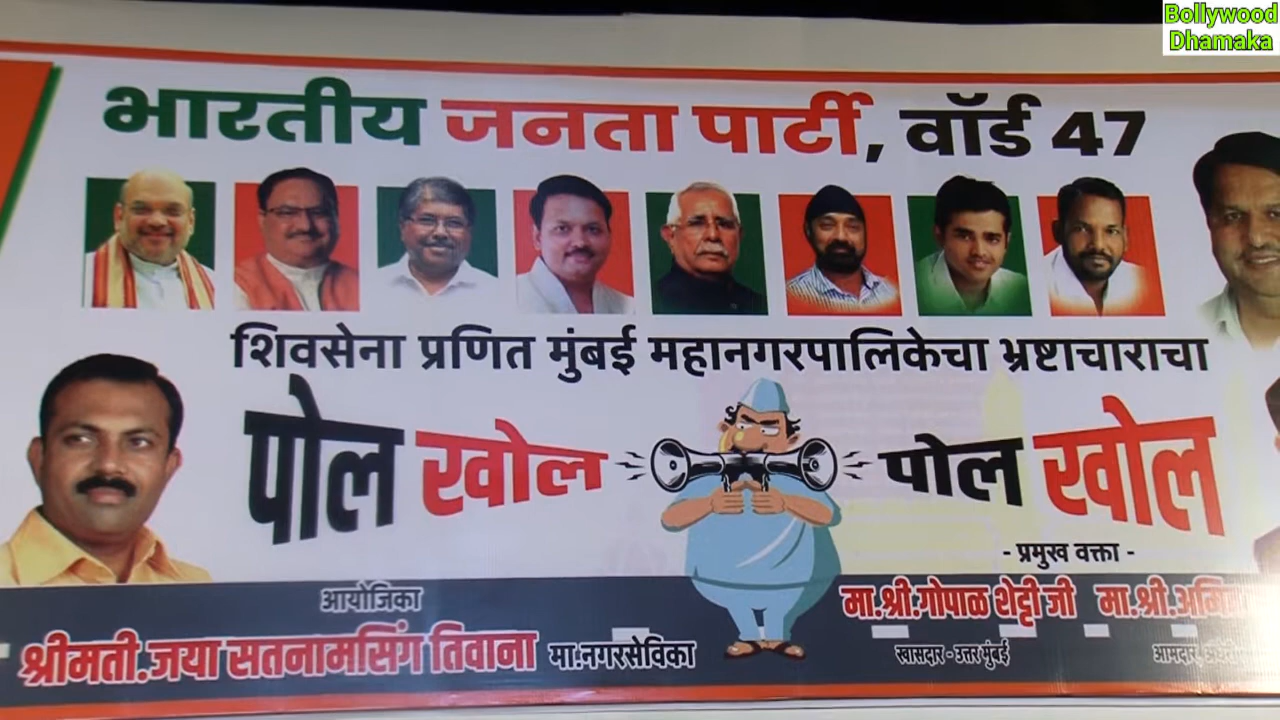 Bollywood
Dhamaka
भारतीय जनता पार्टी, वॉर्ड 47
शिवसेना प्रणित मुंबई महानगरपालिकेचा भ्रष्टाचाराचा
पोल खोल पोल खोल
- प्रमुख वक्ता -
आयोजिका
श्रीमती.जया सतनामसिंग तिवाना मा.नगरसेविका
मा.श्री.गोपाळ शेट्टी जी मा.श्री.अमित
खासदार - उत्तर मुंबई आमदार, अंधेरी